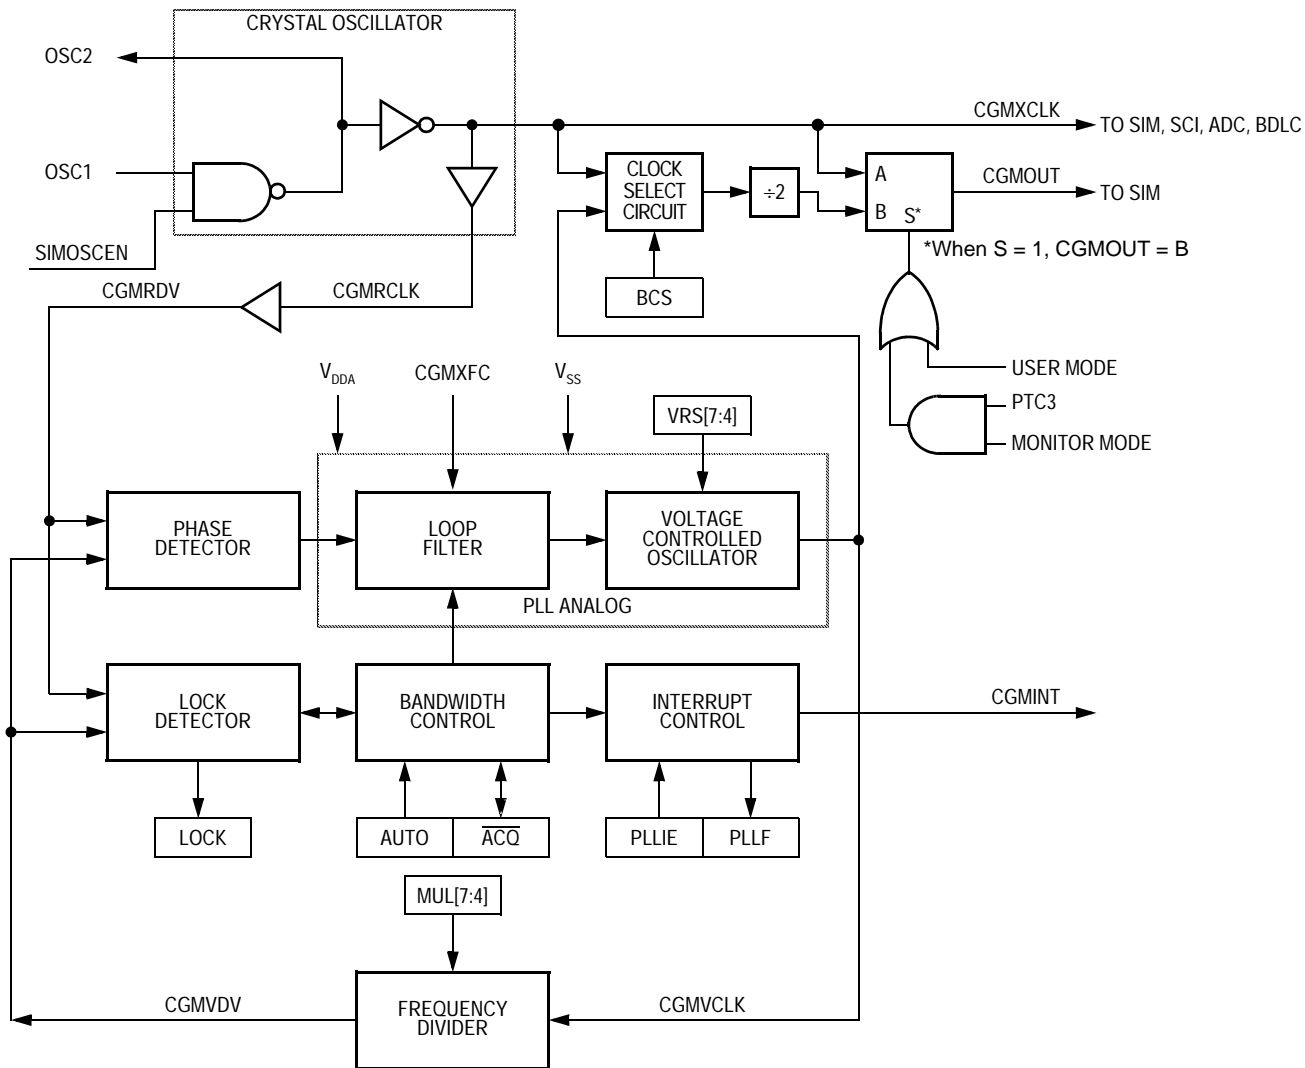 CRYSTAL OSCILLATOR
OSC2
CGMXCLK
TO SIM, SCI, ADC, BDLC
OSC1
CLOCK
SELECT
CIRCUIT
÷2
A
B
S*
CGMOUT
TO SIM
*When S = 1, CGMOUT = B
SIMOSCEN
CGMRDV
CGMRCLK
BCS
VDDA
CGMXFC
VSS
VRS[7:4]
USER MODE
PTC3
MONITOR MODE
PHASE
DETECTOR
LOOP
FILTER
VOLTAGE
CONTROLLED
OSCILLATOR
PLL ANALOG
LOCK
DETECTOR
BANDWIDTH
CONTROL
INTERRUPT
CONTROL
CGMINT
LOCK
AUTO
A̅C̅Q̅
PLLIE
PLLF
MUL[7:4]
CGMVDV
FREQUENCY
DIVIDER
CGMVCLK